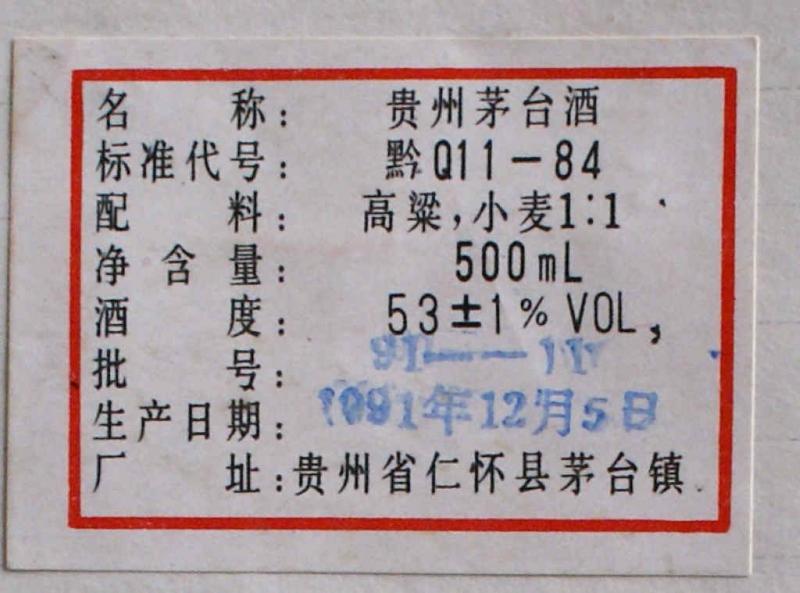 名称：贵州茅台酒
标准代号：黔Q11－84
配料：高粱,小麦1:1
净含量：500mL
酒度：53±1％VOL,
批号：91——11
生产日期：1991年12月5日
厂址：贵州省仁怀县茅台镇.